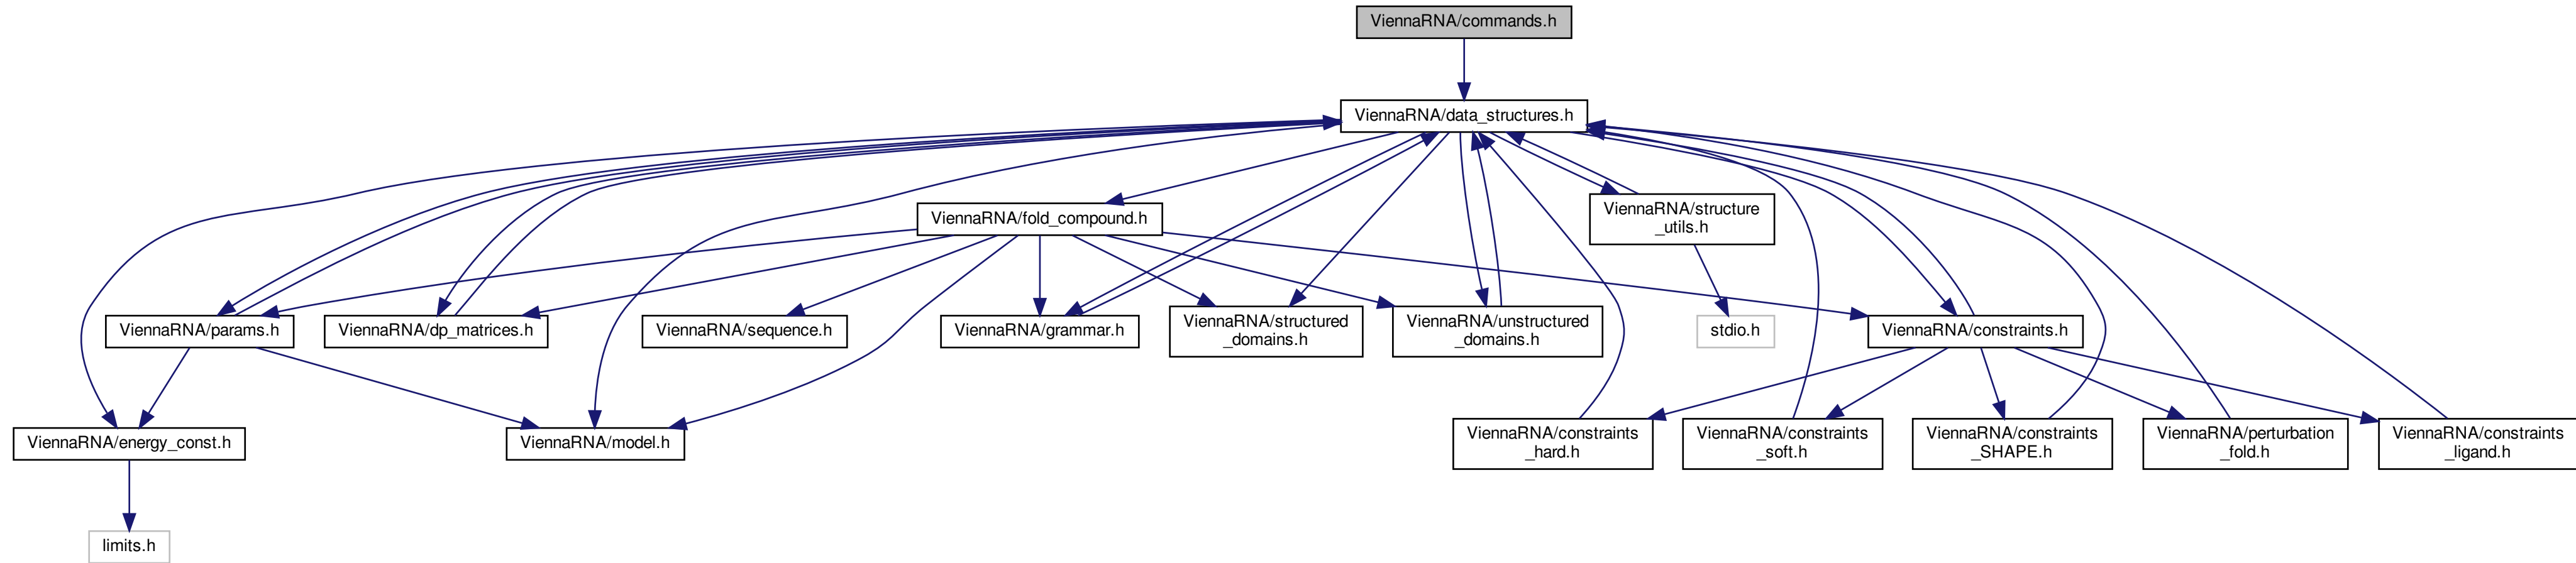 ViennaRNA/commands.h
ViennaRNA/data_structures.h
ViennaRNA/structure
_utils.h
ViennaRNA/fold_compound.h
ViennaRNA/params.h
ViennaRNA/dp_matrices.h
ViennaRNA/sequence.h
ViennaRNA/grammar.h
ViennaRNA/structured
_domains.h
ViennaRNA/unstructured
_domains.h
stdio.h
ViennaRNA/constraints.h
ViennaRNA/energy_const.h
ViennaRNA/model.h
ViennaRNA/constraints
_hard.h
ViennaRNA/constraints
_soft.h
ViennaRNA/constraints
_SHAPE.h
ViennaRNA/perturbation
_fold.h
ViennaRNA/constraints
_ligand.h
limits.h